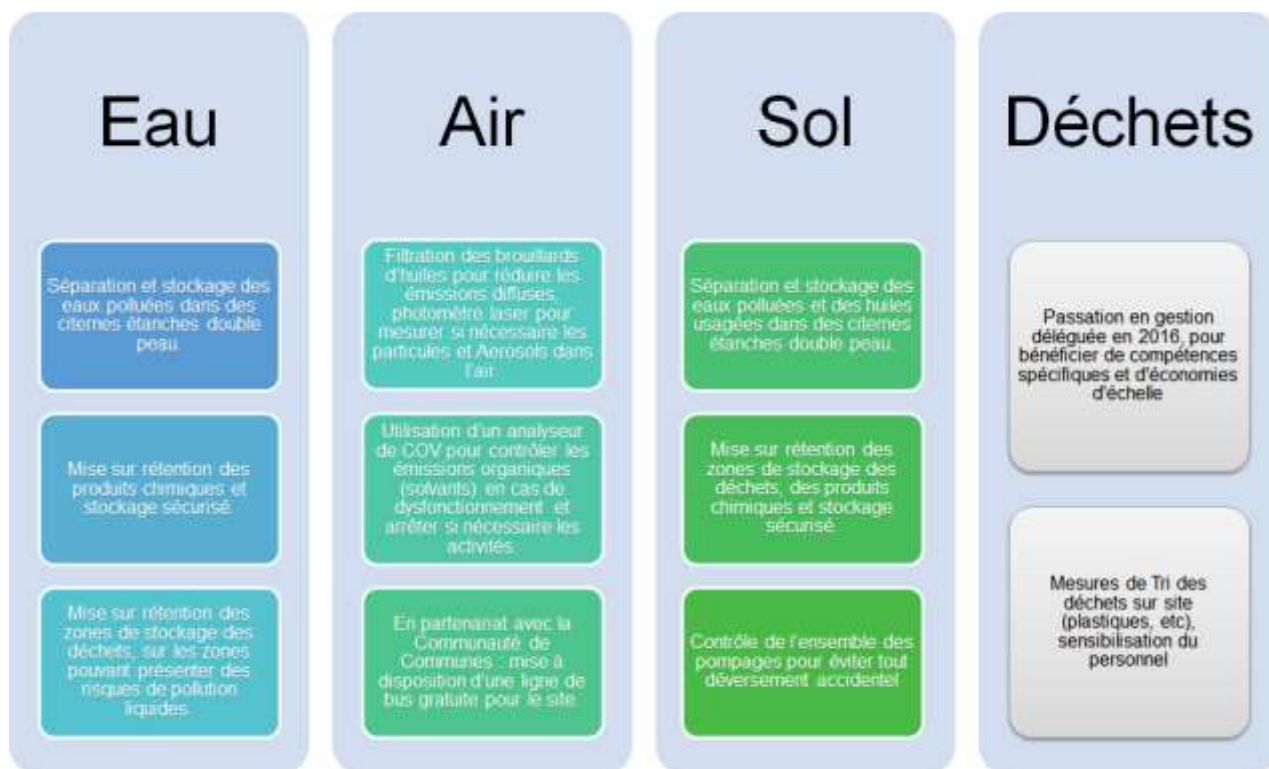 Eau
Séparation et stockage des
eaux polluées dans des
citernes étanches double
peau.
Mise sur rétention des
produits chimiques et
stockage sécurisé.
Mise sur rétention des
zones de stockage des
déchets, sur les zones
pouvant présenter des
risques de pollution
liquides.
Air
Filtration des brouillards
d'huiles pour réduire les
émissions diffuses,
photomètre laser pour
mesurer si nécessaire les
particules et Aerosols dans
l'air.
Utilisation d'un analyseur
de COV pour contrôler les
émissions organiques
(solvants) en cas de
dysfonctionnement et
arrêter si nécessaire les
activités.
En partenariat avec la
Communauté de
Communes : mise à
disposition d'une ligne de
bus gratuite pour le site.
Sol
Séparation et stockage des
eaux polluées et des huiles
usagées dans des citernes
étanches double peau.
Mise sur rétention des
zones de stockage des
déchets, des produits
chimiques et stockage
sécurisé.
Contrôle de l'ensemble des
pompages pour éviter tout
déversement accidentel
Déchets
Passation en gestion
déléguée en 2016, pour
bénéficier de compétences
spécifiques et d'économies
d'échelle
Mesures de Tri des
déchets sur site
(plastiques, etc),
sensibilisation du
personnel